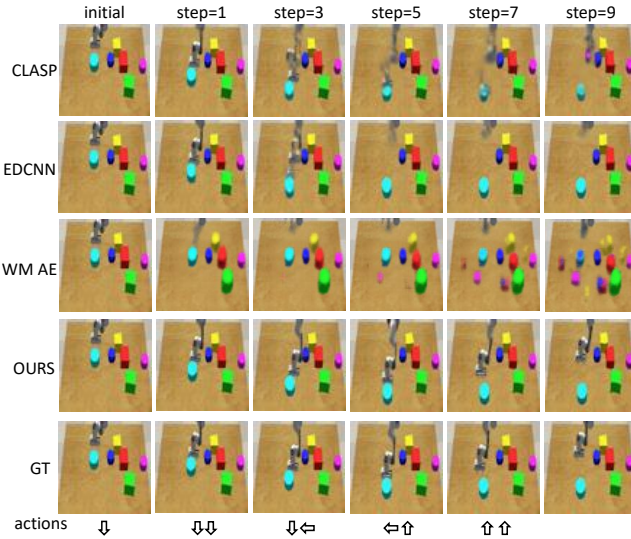 initial step=1 step=3 step=5 step=7 step=9
CLASP
EDCNN
WM AE
OURS
GT
actions ⇩ ⇩⇩ ⇩⇦ ⇦⇧ ⇧⇧